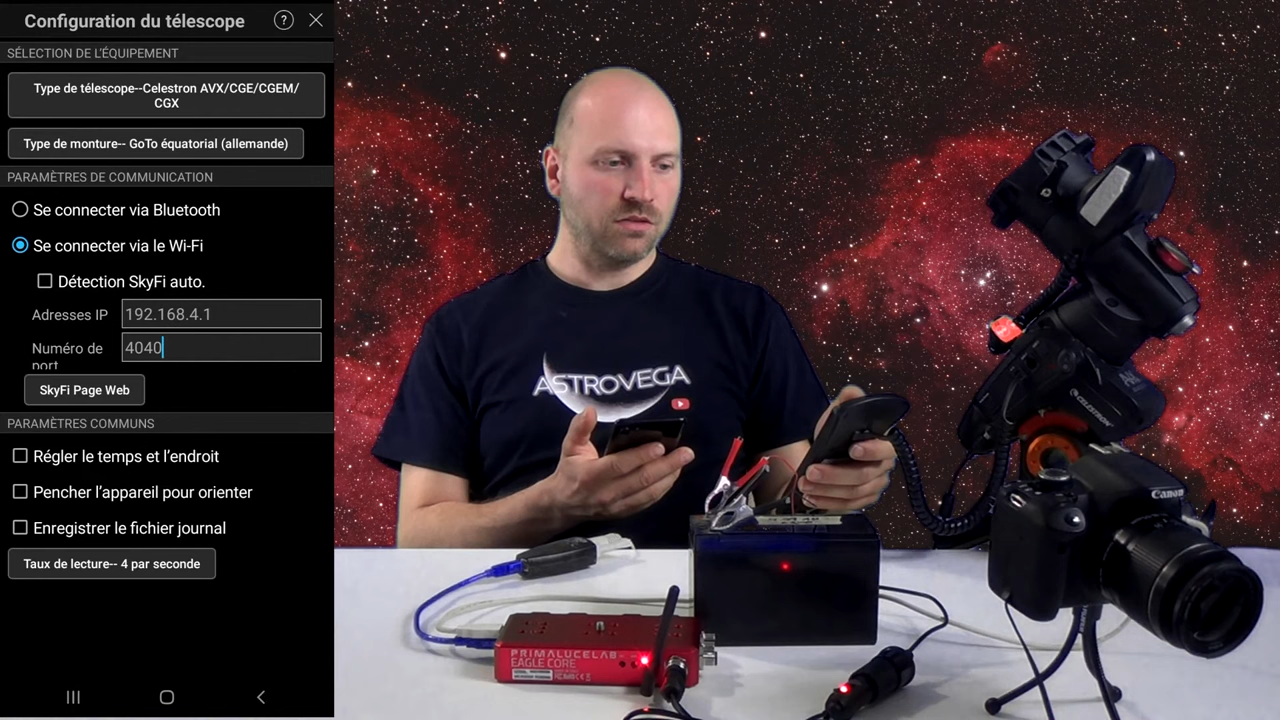 Configuration du télescope
?
SÉLECTION DE L'ÉQUIPEMENT
Type de télescope--Celestron AVX/CGE/CGEM/
CGX
Type de monture-- GoTo équatorial (allemande)
PARAMÈTRES DE COMMUNICATION
Se connecter via Bluetooth
Se connecter via le Wi-Fi
Détection SkyFi auto.
Adresses IP
192.168.4.1
Numéro de
port
4040
SkyFi Page Web
PARAMÈTRES COMMUNS
Régler le temps et l'endroit
Pencher l'appareil pour orienter
Enregistrer le fichier journal
Taux de lecture-- 4 par seconde
ASTROVEGA
CELESTRON
Canon
PRIMALUCELAB
EAGLE CORE